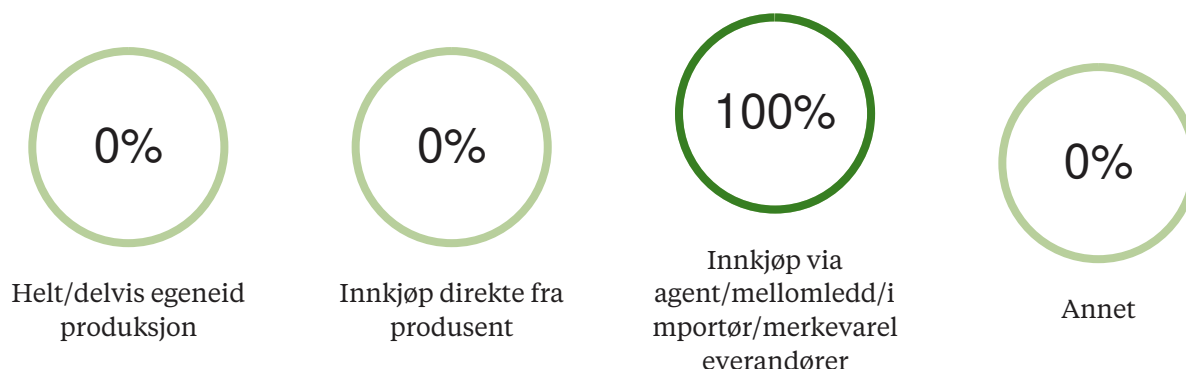 0%
Helt/delvis egeneid
produksjon
0%
Innkjøp direkte fra
produsent
100%
Innkjøp via
agent/mellomledd/i
mportør/merkevarel
everandører
0%
Annet